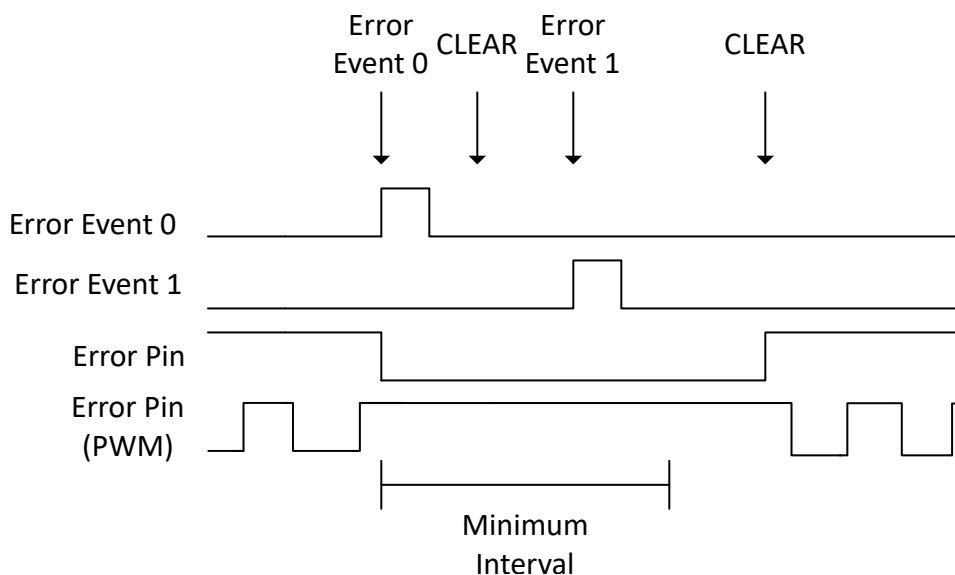 Error
Event 0
CLEAR
Error
Event 1
CLEAR
Error Event 0
Error Event 1
Error Pin
Error Pin
(PWM)
Minimum
Interval